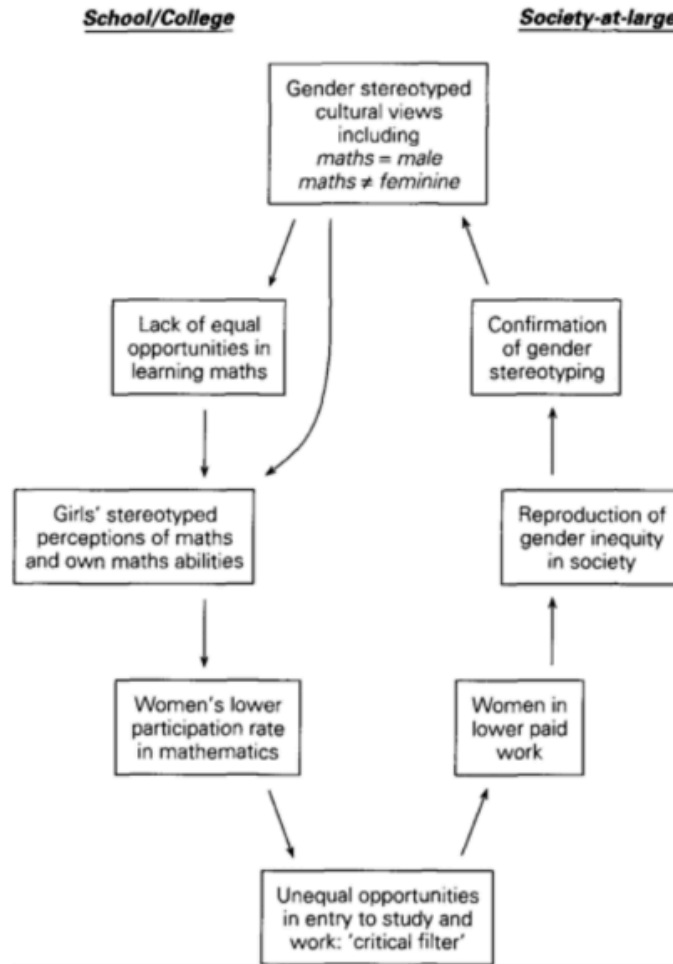 School/College
Society-at-large
Gender stereotyped
cultural views
including
maths = male
maths ≠ feminine
Lack of equal
opportunities in
learning maths
Confirmation
of gender
stereotyping
Girls' stereotyped
perceptions of maths
and own maths abilities
Reproduction of
gender inequity
in society
Women's lower
participation rate
in mathematics
Women in
lower paid
work
Unequal opportunities
in entry to study and
work: 'critical filter'